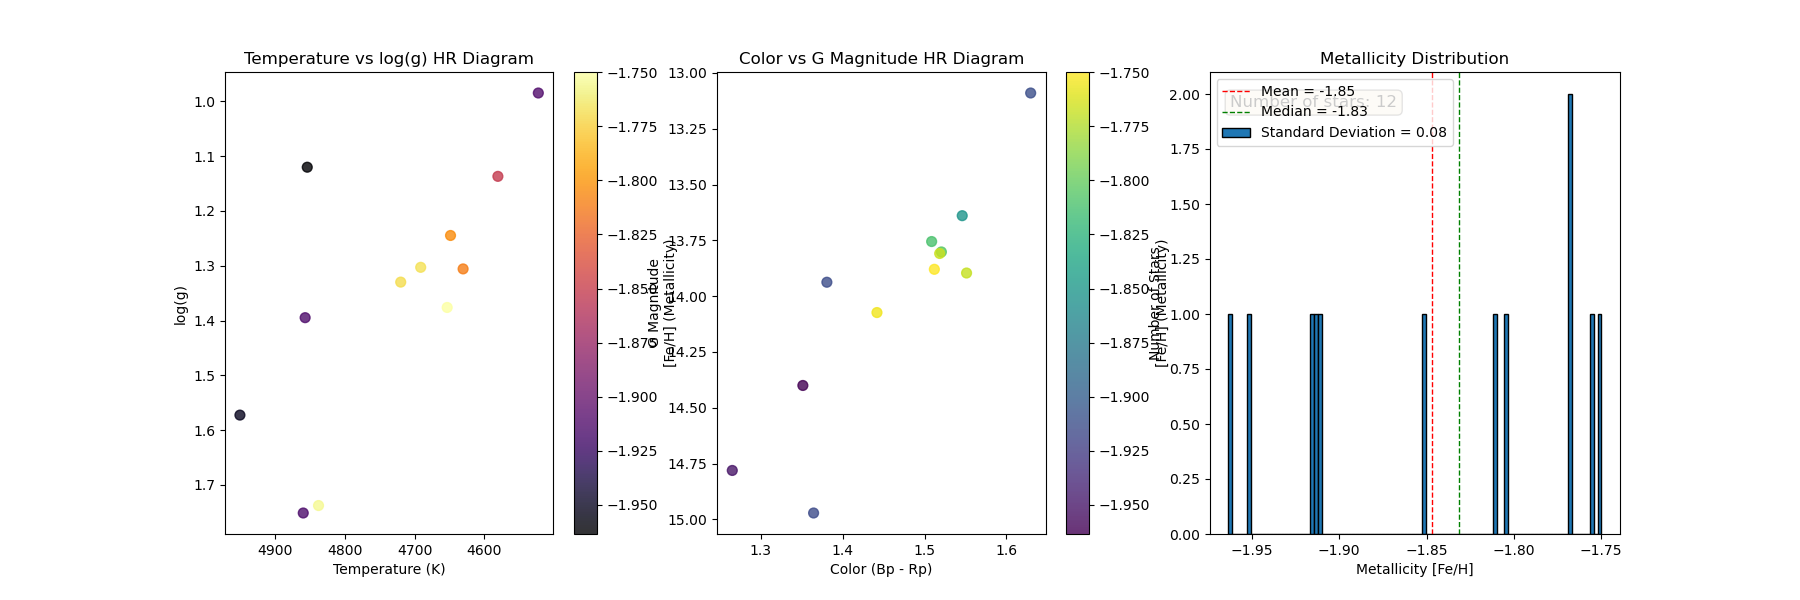 Temperature vs log(g) HR Diagram
log(g)
1.0
1.1
1.2
1.3
1.4
1.5
1.6
1.7
4900 4800 4700 4600
Temperature (K)
−1.750
−1.775
−1.800
−1.825
−1.850
−1.875
−1.900
−1.925
−1.950
[Fe/H] (Metallicity)
Color vs G Magnitude HR Diagram
G Magnitude
13.00
13.25
13.50
13.75
14.00
14.25
14.50
14.75
15.00
1.3 1.4 1.5 1.6
Color (Bp - Rp)
−1.750
−1.775
−1.800
−1.825
−1.850
−1.875
−1.900
−1.925
−1.950
[Fe/H] (Metallicity)
Metallicity Distribution
Number of Stars
2.00
1.75
1.50
1.25
1.00
0.75
0.50
0.25
0.00
Number of stars: 12
Mean = -1.85
Median = -1.83
Standard Deviation = 0.08
−1.95 −1.90 −1.85 −1.80 −1.75
Metallicity [Fe/H]